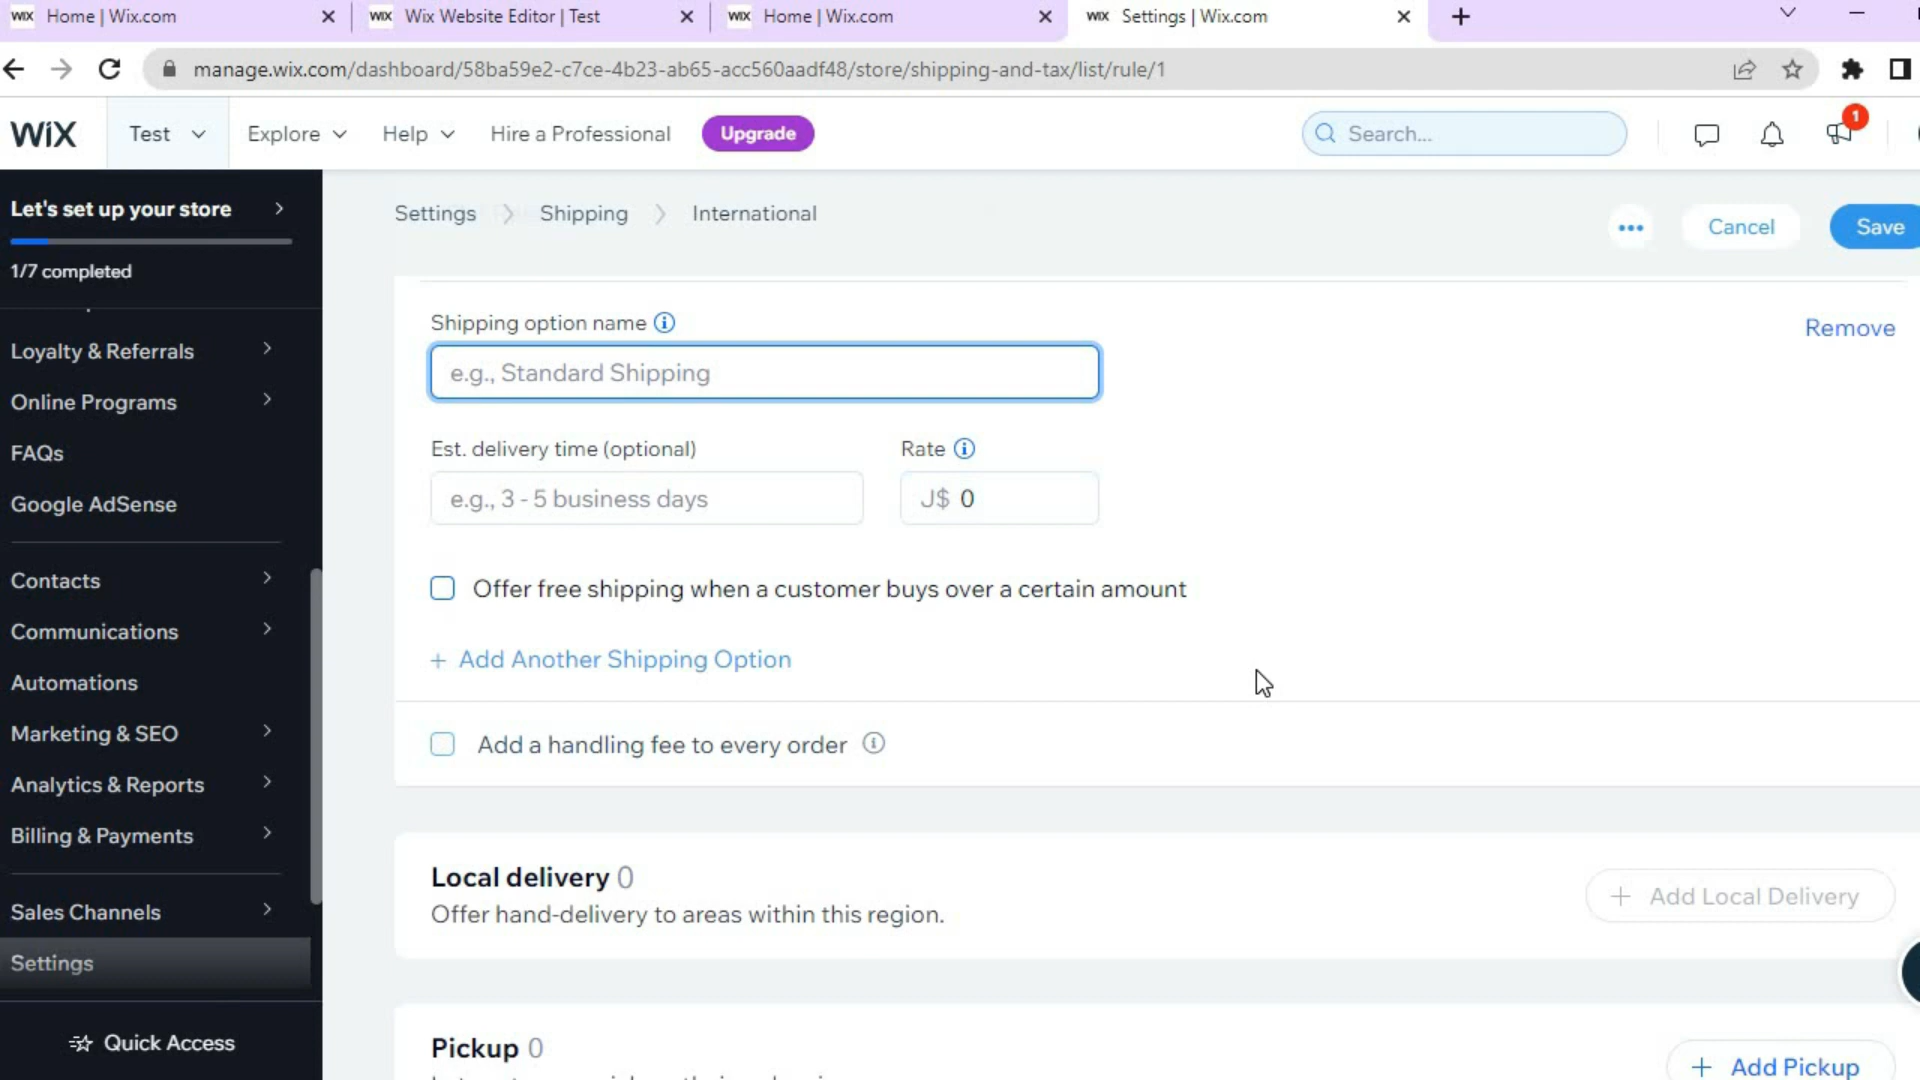 WIX Home | Wix.com
WIX Wix Website Editor | Test
WIX Home | Wix.com
WIX Settings | Wix.com
manage.wix.com/dashboard/58ba59e2-c7ce-4b23-ab65-acc560aadf48/store/shipping-and-tax/list/rule/1
WiX Test Explore Help Hire a Professional Upgrade Search... 1
Let's set up your store
1/7 completed
Loyalty & Referrals
Online Programs
FAQs
Google AdSense
Contacts
Communications
Automations
Marketing & SEO
Analytics & Reports
Billing & Payments
Sales Channels
Settings
Quick Access
Settings > Shipping > International
Cancel
Save
Shipping option name
Remove
e.g., Standard Shipping
Est. delivery time (optional) Rate
e.g., 3 - 5 business days J$ 0
Offer free shipping when a customer buys over a certain amount
+ Add Another Shipping Option
Add a handling fee to every order
Local delivery 0
Offer hand-delivery to areas within this region.
+ Add Local Delivery
Pickup 0
+ Add Pickup